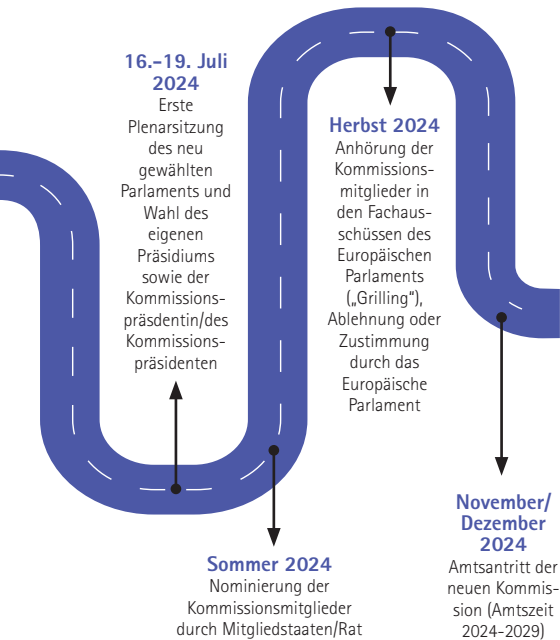 16.–19. Juli
2024
Erste
Plenarsitzung
des neu
gewählten
Parlaments und
Wahl des
eigenen
Präsidiums
sowie der
Kommissions-
präsdentin/des
Kommissions-
präsidenten
Sommer 2024
Nominierung der
Kommissionsmitglieder
durch Mitgliedstaaten/Rat
Herbst 2024
Anhörung der
Kommissions-
mitglieder in
den Fachaus-
schüssen des
Europäischen
Parlaments
(„Grilling“),
Ablehnung oder
Zustimmung
durch das
Europäische
Parlament
November/
Dezember
2024
Amtsantritt der
neuen Kommis-
sion (Amtszeit
2024-2029)